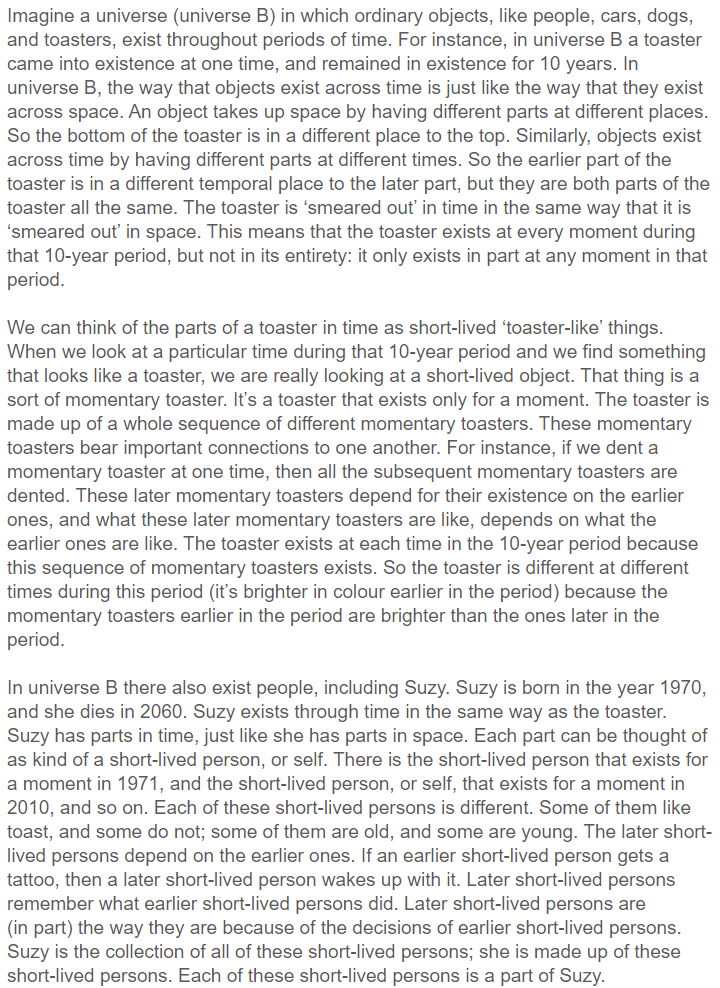 Imagine a universe (universe B) in which ordinary objects, like people, cars, dogs,
and toasters, exist throughout periods of time. For instance, in universe B a toaster
came into existence at one time, and remained in existence for 10 years. In
universe B, the way that objects exist across time is just like the way that they exist
across space. An object takes up space by having different parts at different places.
So the bottom of the toaster is in a different place to the top. Similarly, objects exist
across time by having different parts at different times. So the earlier part of the
toaster is in a different temporal place to the later part, but they are both parts of the
toaster all the same. The toaster is ‘smeared out’ in time in the same way that it is
‘smeared out’ in space. This means that the toaster exists at every moment during
that 10-year period, but not in its entirety: it only exists in part at any moment in that
period.
We can think of the parts of a toaster in time as short-lived ‘toaster-like’ things.
When we look at a particular time during that 10-year period and we find something
that looks like a toaster, we are really looking at a short-lived object. That thing is a
sort of momentary toaster. It’s a toaster that exists only for a moment. The toaster is
made up of a whole sequence of different momentary toasters. These momentary
toasters bear important connections to one another. For instance, if we dent a
momentary toaster at one time, then all the subsequent momentary toasters are
dented. These later momentary toasters depend for their existence on the earlier
ones, and what these later momentary toasters are like, depends on what the
earlier ones are like. The toaster exists at each time in the 10-year period because
this sequence of momentary toasters exists. So the toaster is different at different
times during this period (it’s brighter in colour earlier in the period) because the
momentary toasters earlier in the period are brighter than the ones later in the
period.
In universe B there also exist people, including Suzy. Suzy is born in the year 1970,
and she dies in 2060. Suzy exists through time in the same way as the toaster.
Suzy has parts in time, just like she has parts in space. Each part can be thought of
as kind of a short-lived person, or self. There is the short-lived person that exists for
a moment in 1971, and the short-lived person, or self, that exists for a moment in
2010, and so on. Each of these short-lived persons is different. Some of them like
toast, and some do not; some of them are old, and some are young. The later short-
lived persons depend on the earlier ones. If an earlier short-lived person gets a
tattoo, then a later short-lived person wakes up with it. Later short-lived persons
remember what earlier short-lived persons did. Later short-lived persons are
(in part) the way they are because of the decisions of earlier short-lived persons.
Suzy is the collection of all of these short-lived persons; she is made up of these
short-lived persons. Each of these short-lived persons is a part of Suzy.